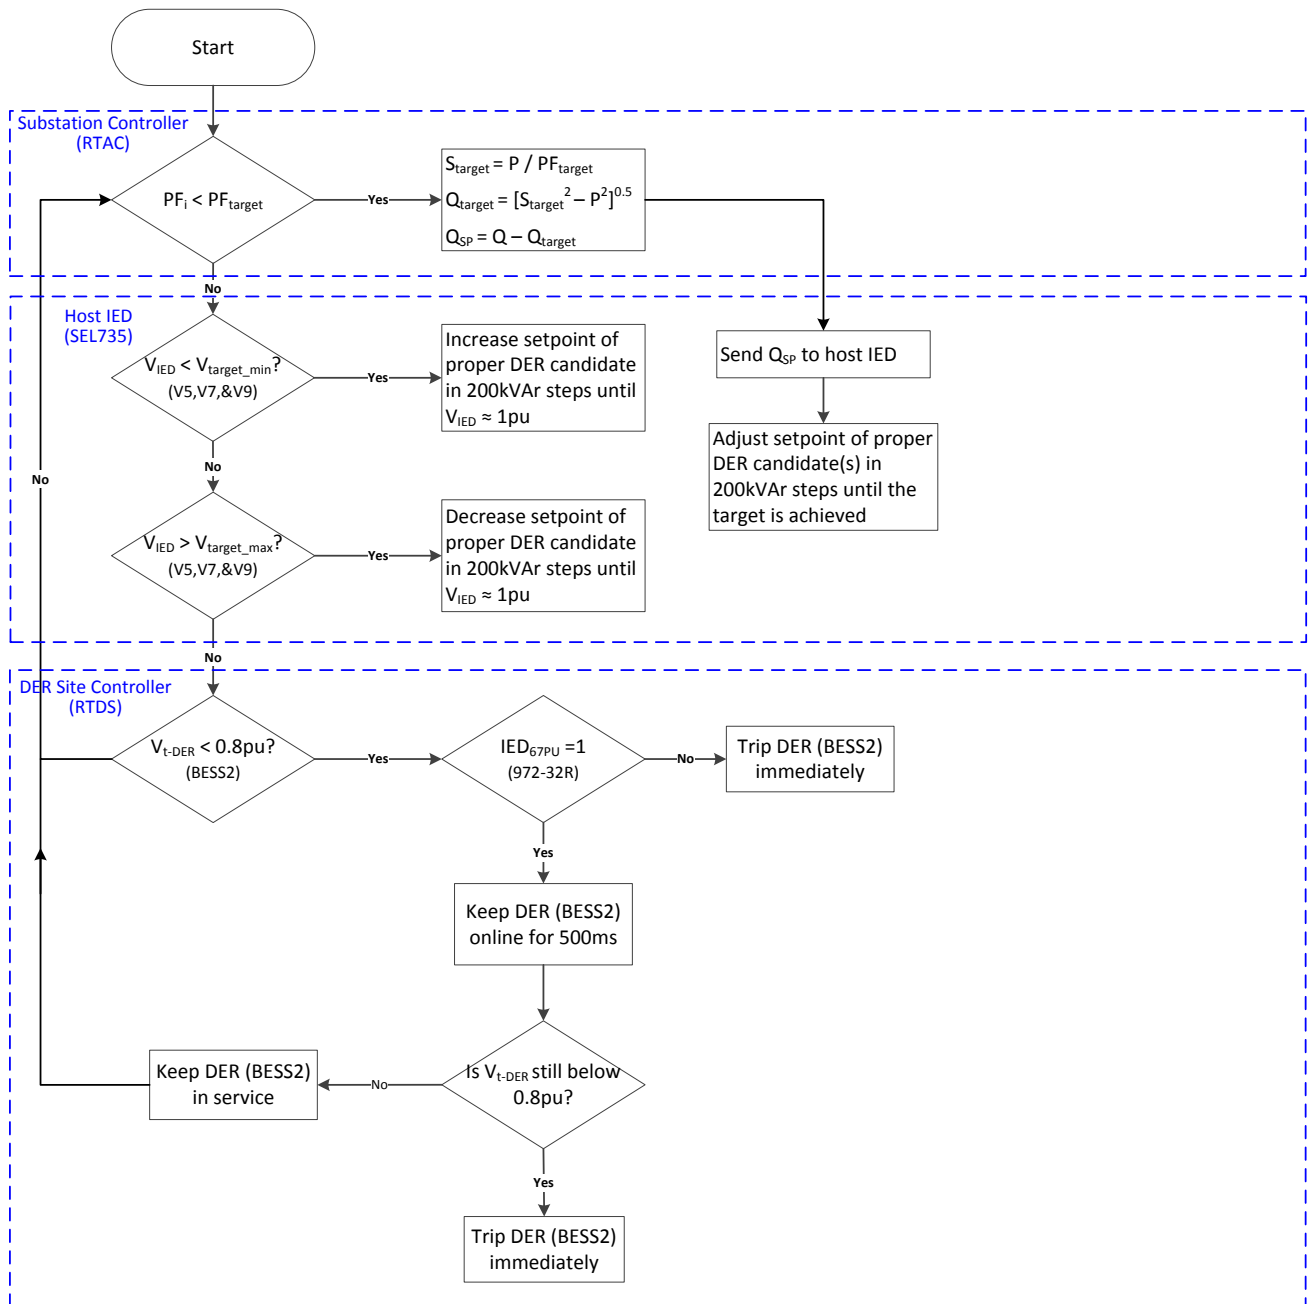 Start
Substation Controller
(RTAC)
PFi < PFtarget
Yes
Starget = P / PFtarget
Qtarget = [Starget² – P²]^0.5
QSP = Q – Qtarget
No
Host IED
(SEL735)
VIED < Vtarget_min?
(V5,V7,&V9)
Yes
Increase setpoint of
proper DER candidate
in 200kVAr steps until
VIED ≈ 1pu
Send QSP to host IED
Adjust setpoint of proper
DER candidate(s) in
200kVAr steps until the
target is achieved
No
No
VIED > Vtarget_max?
(V5,V7,&V9)
Yes
Decrease setpoint of
proper DER candidate
in 200kVAr steps until
VIED ≈ 1pu
No
DER Site Controller
(RTDS)
Vt-DER < 0.8pu?
(BESS2)
Yes
IED67PU =1
(972-32R)
No
Trip DER (BESS2)
immediately
Yes
Keep DER (BESS2)
online for 500ms
Is Vt-DER still below
0.8pu?
No
Keep DER (BESS2)
in service
Yes
Trip DER (BESS2)
immediately